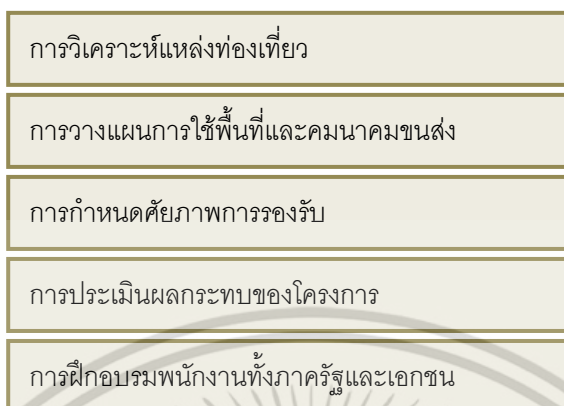 การวิเคราะห์แหล่งท่องเที่ยว
การวางแผนการใช้พื้นที่และคมนาคมขนส่ง
การกำหนดศัยภาพการรองรับ
การประเมินผลกระทบของโครงการ
การฝึกอบรมพนักงานทั้งภาครัฐและเอกชน